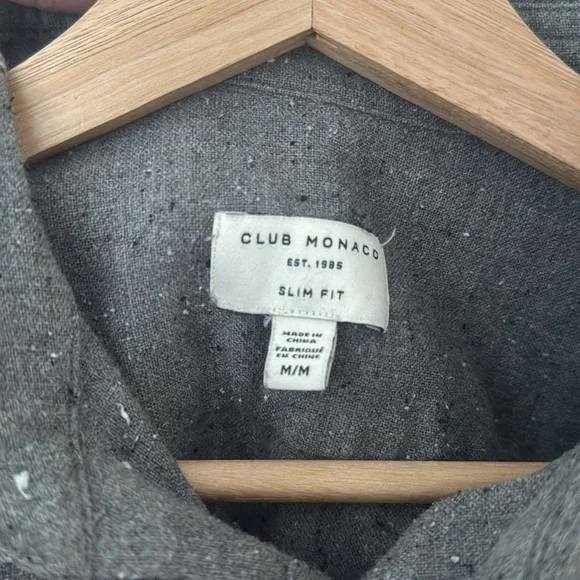 CLUB MONACO
EST. 1985
SLIM FIT
MADE IN
CHINA
FABRIQUÉ
EN CHINE
M/M